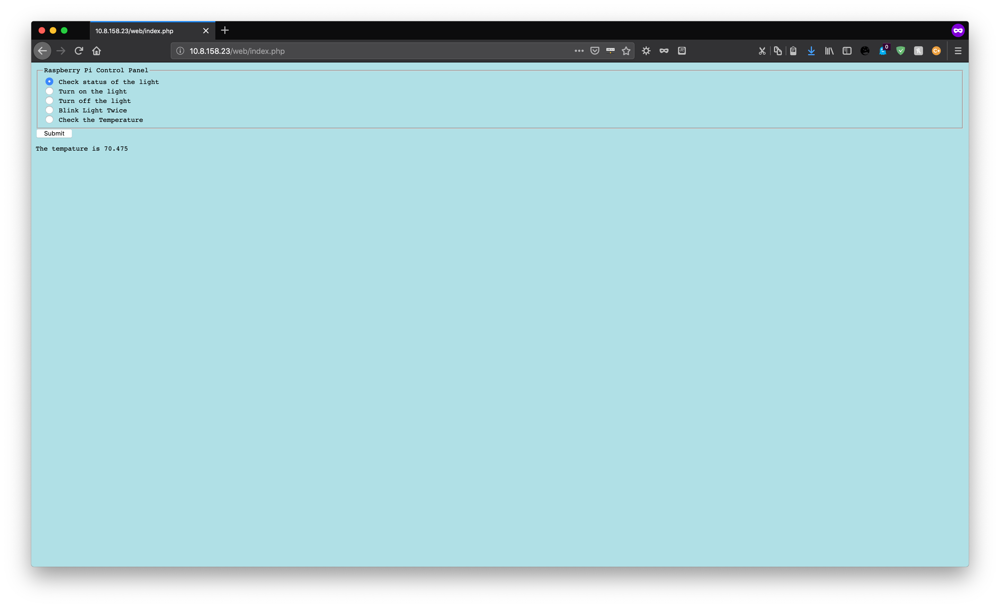 10.8.158.23/web/index.php
10.8.158.23/web/index.php
0
Raspberry Pi Control Panel
Check status of the light
Turn on the light
Turn off the light
Blink Light Twice
Check the Temperature
Submit
The tempature is 70.475